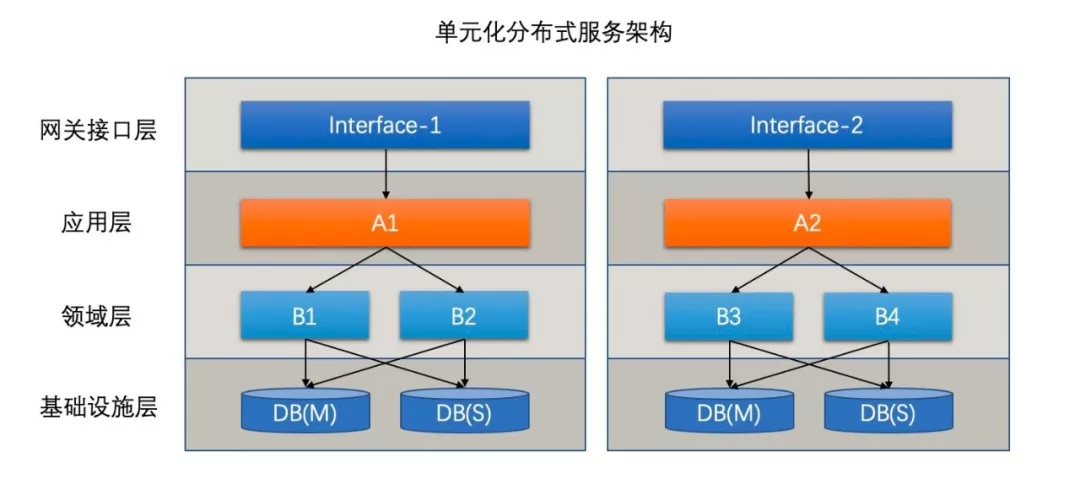 单元化分布式服务架构
网关接口层
Interface-1
Interface-2
应用层
A1
A2
领域层
B1
B2
B3
B4
基础设施层
DB(M)
DB(S)
DB(M)
DB(S)